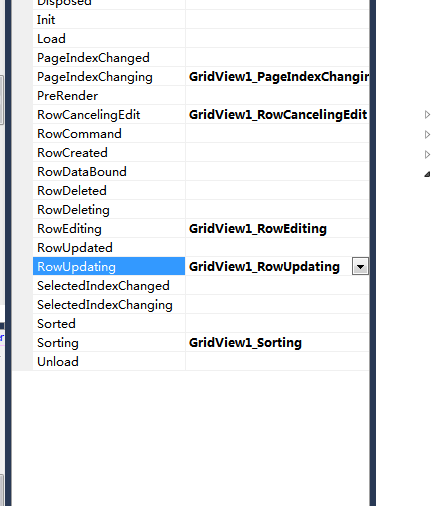 Disposed
Init
Load
PageIndexChanged
PageIndexChanging GridView1_PageIndexChangin
PreRender
RowCancelingEdit GridView1_RowCancelingEdit
RowCommand
RowCreated
RowDataBound
RowDeleted
RowDeleting
RowEditing GridView1_RowEditing
RowUpdated
RowUpdating GridView1_RowUpdating
SelectedIndexChanged
SelectedIndexChanging
Sorted
Sorting GridView1_Sorting
Unload